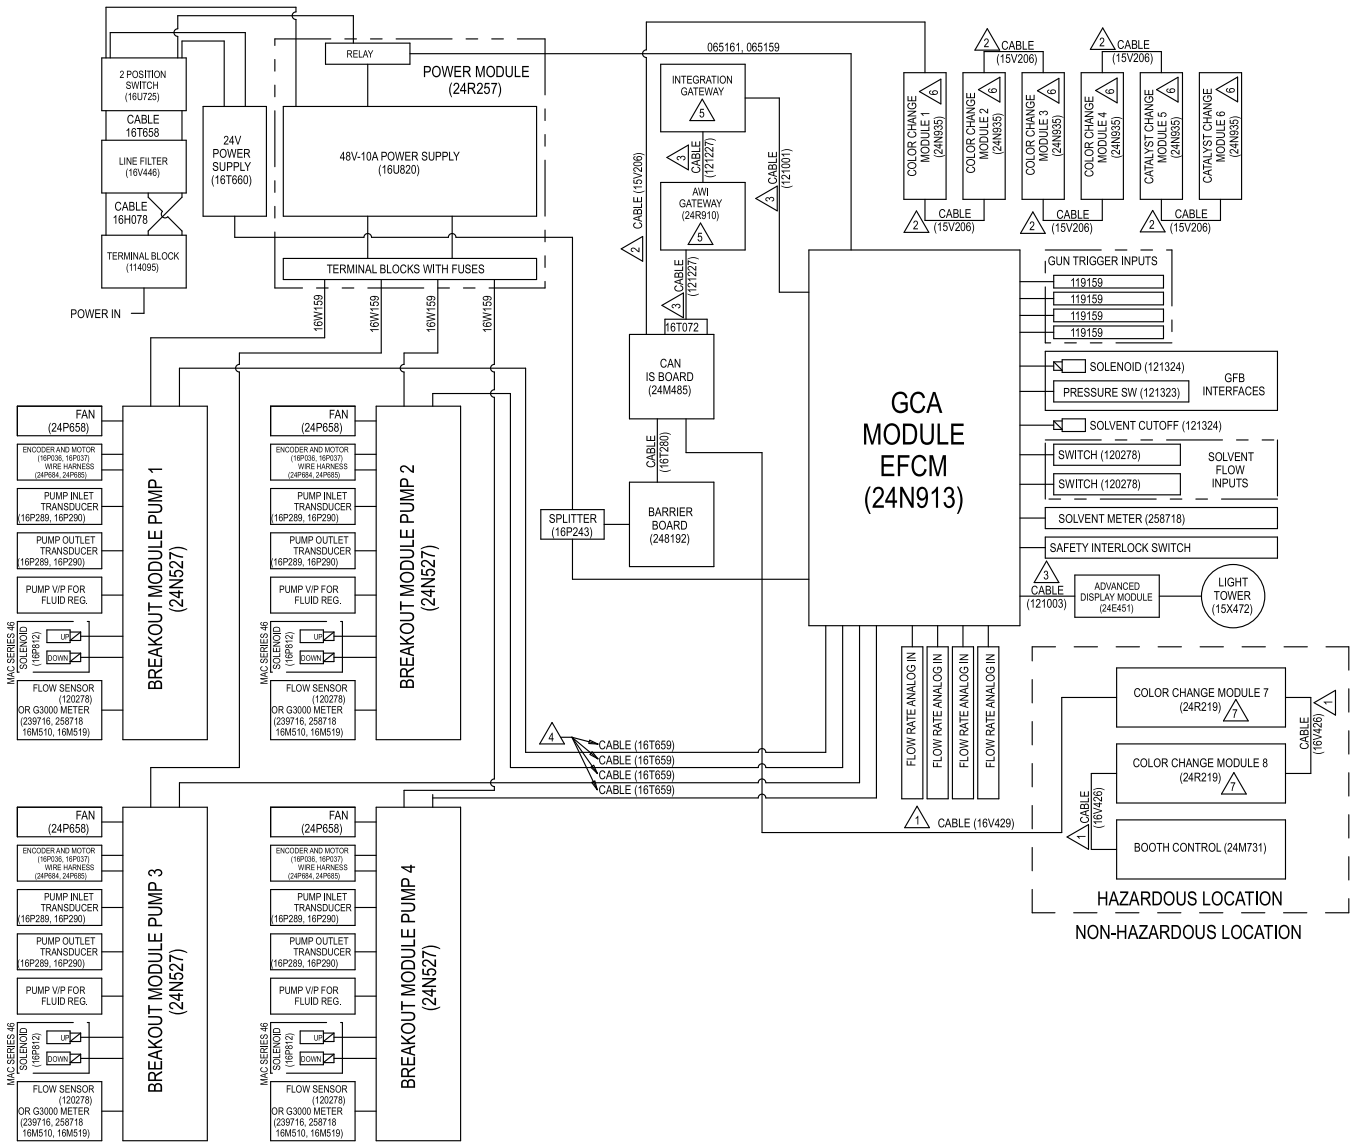 2 POSITION
SWITCH
(16U725)
CABLE
16T658
LINE FILTER
(16V446)
CABLE
16H078
TERMINAL BLOCK
(114095)
POWER IN
24V
POWER
SUPPLY
(16T660)
RELAY
POWER MODULE
(24R257)
48V-10A POWER SUPPLY
(16U820)
TERMINAL BLOCKS WITH FUSES
16W159
16W159
16W159
16W159
065161, 065159
INTEGRATION
GATEWAY
5
3
CABLE
(121227)
AWI
GATEWAY
(24R910)
5
3
CABLE
(121227)
3
CABLE
(121001)
2
CABLE (15V206)
16T072
CAN
IS BOARD
(24M485)
CABLE
(16T280)
BARRIER
BOARD
(248192)
SPLITTER
(16P243)
2
CABLE
(15V206)
2
CABLE
(15V206)
COLOR CHANGE
MODULE 1
(24N935)
6
COLOR CHANGE
MODULE 2
(24N935)
6
COLOR CHANGE
MODULE 3
(24N935)
6
COLOR CHANGE
MODULE 4
(24N935)
6
CATALYST CHANGE
MODULE 5
(24N935)
6
CATALYST CHANGE
MODULE 6
(24N935)
6
2
CABLE
(15V206)
2
CABLE
(15V206)
2
CABLE
(15V206)
GCA
MODULE
EFCM
(24N913)
GUN TRIGGER INPUTS
119159
119159
119159
119159
SOLENOID (121324)
PRESSURE SW (121323)
GFB
INTERFACES
SOLVENT CUTOFF (121324)
SWITCH (120278)
SWITCH (120278)
SOLVENT
FLOW
INPUTS
SOLVENT METER (258718)
SAFETY INTERLOCK SWITCH
3
CABLE
(121003)
ADVANCED
DISPLAY MODULE
(24E451)
LIGHT
TOWER
(15X472)
FLOW RATE ANALOG IN
FLOW RATE ANALOG IN
FLOW RATE ANALOG IN
FLOW RATE ANALOG IN
1
CABLE (16V429)
COLOR CHANGE MODULE 7
(24R219)
7
1
CABLE
(16V426)
COLOR CHANGE MODULE 8
(24R219)
7
1
CABLE
(16V426)
BOOTH CONTROL (24M731)
HAZARDOUS LOCATION
NON-HAZARDOUS LOCATION
4
CABLE (16T659)
CABLE (16T659)
CABLE (16T659)
CABLE (16T659)
FAN
(24P658)
ENCODER AND MOTOR
(16P036, 16P037)
WIRE HARNESS
(24P684, 24P685)
PUMP INLET
TRANSDUCER
(16P289, 16P290)
PUMP OUTLET
TRANSDUCER
(16P289, 16P290)
PUMP V/P FOR
FLUID REG.
MAC SERIES 46
SOLENOID
(16P812)
UP
DOWN
FLOW SENSOR
(120278)
OR G3000 METER
(239716, 258718
16M510, 16M519)
BREAKOUT MODULE PUMP 1
(24N527)
FAN
(24P658)
ENCODER AND MOTOR
(16P036, 16P037)
WIRE HARNESS
(24P684, 24P685)
PUMP INLET
TRANSDUCER
(16P289, 16P290)
PUMP OUTLET
TRANSDUCER
(16P289, 16P290)
PUMP V/P FOR
FLUID REG.
MAC SERIES 46
SOLENOID
(16P812)
UP
DOWN
FLOW SENSOR
(120278)
OR G3000 METER
(239716, 258718
16M510, 16M519)
BREAKOUT MODULE PUMP 2
(24N527)
FAN
(24P658)
ENCODER AND MOTOR
(16P036, 16P037)
WIRE HARNESS
(24P684, 24P685)
PUMP INLET
TRANSDUCER
(16P289, 16P290)
PUMP OUTLET
TRANSDUCER
(16P289, 16P290)
PUMP V/P FOR
FLUID REG.
MAC SERIES 46
SOLENOID
(16P812)
UP
DOWN
FLOW SENSOR
(120278)
OR G3000 METER
(239716, 258718
16M510, 16M519)
BREAKOUT MODULE PUMP 3
(24N527)
FAN
(24P658)
ENCODER AND MOTOR
(16P036, 16P037)
WIRE HARNESS
(24P684, 24P685)
PUMP INLET
TRANSDUCER
(16P289, 16P290)
PUMP OUTLET
TRANSDUCER
(16P289, 16P290)
PUMP V/P FOR
FLUID REG.
MAC SERIES 46
SOLENOID
(16P812)
UP
DOWN
FLOW SENSOR
(120278)
OR G3000 METER
(239716, 258718
16M510, 16M519)
BREAKOUT MODULE PUMP 4
(24N527)